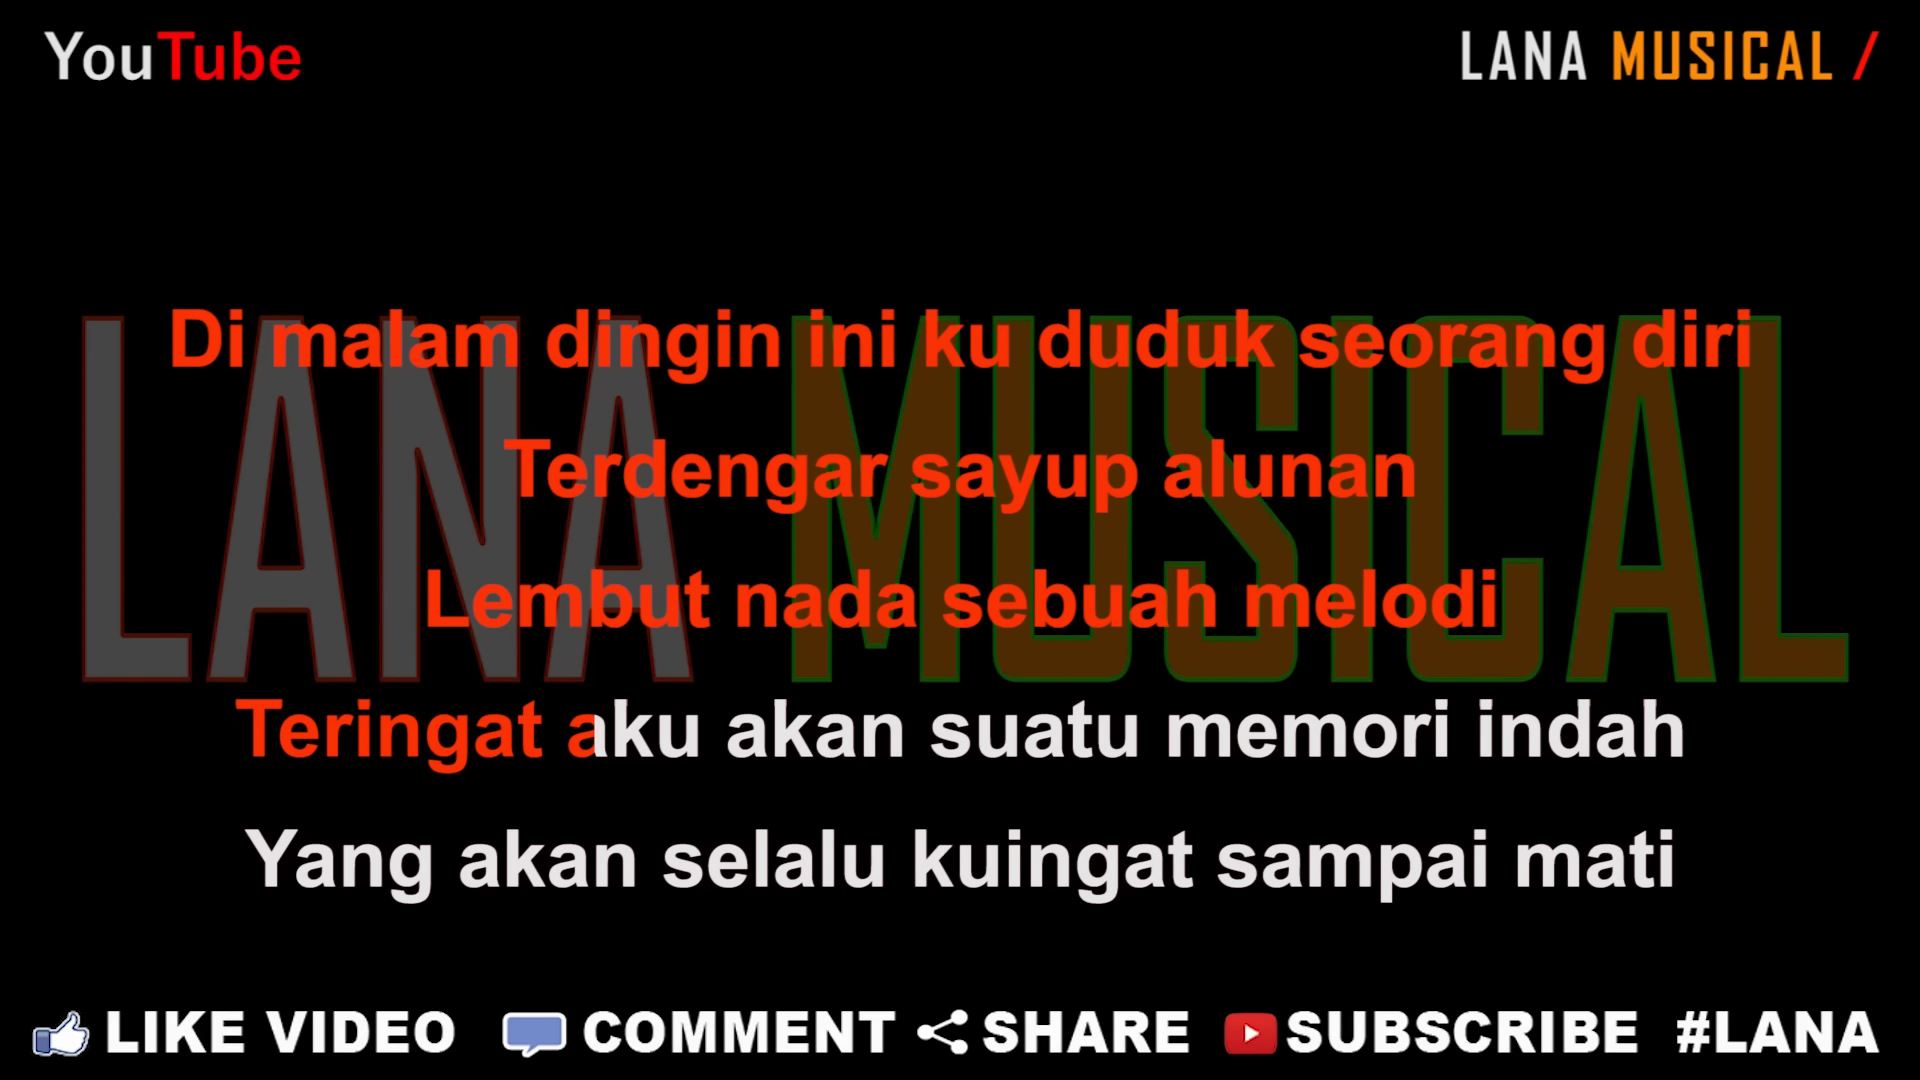 YouTube
LANA MUSICAL /
LANA MUSICAL
Di malam dingin ini ku duduk seorang diri
Terdengar sayup alunan
Lembut nada sebuah melodi
Teringat aku akan suatu memori indah
Yang akan selalu kuingat sampai mati
LIKE VIDEO COMMENT SHARE SUBSCRIBE #LANA